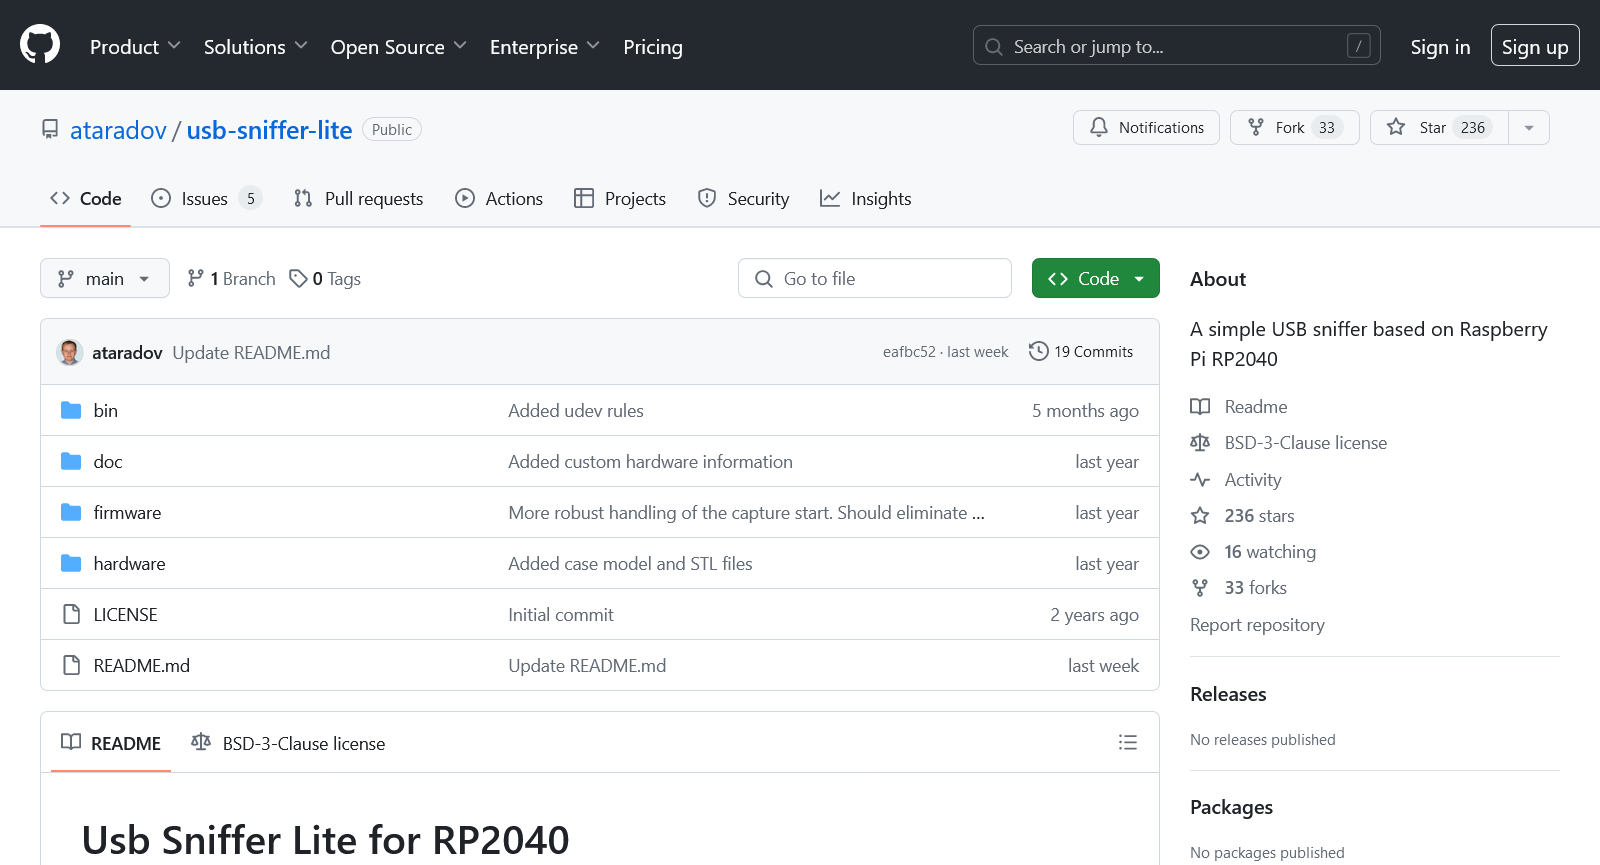 Product Solutions Open Source Enterprise Pricing Search or jump to... / Sign in Sign up
ataradov / usb-sniffer-lite Public Notifications Fork 33 Star 236
Code Issues 5 Pull requests Actions Projects Security Insights
main 1 Branch 0 Tags Go to file Code
ataradov Update README.md eafbc52 · last week 19 Commits
bin Added udev rules 5 months ago
doc Added custom hardware information last year
firmware More robust handling of the capture start. Should eliminate ... last year
hardware Added case model and STL files last year
LICENSE Initial commit 2 years ago
README.md Update README.md last week
README BSD-3-Clause license
Usb Sniffer Lite for RP2040
About
A simple USB sniffer based on Raspberry
Pi RP2040
Readme
BSD-3-Clause license
Activity
236 stars
16 watching
33 forks
Report repository
Releases
No releases published
Packages
No packages published